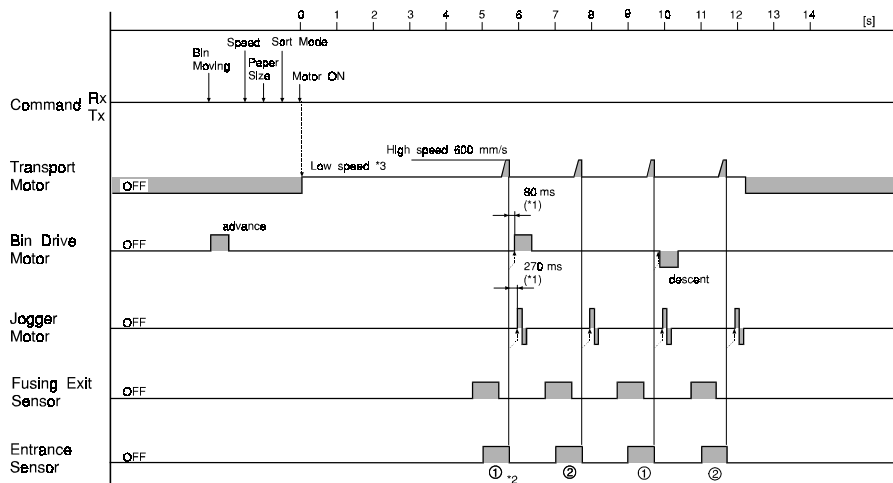 0 1 2 3 4 5 6 7 8 9 10 11 12 13 14 [s]
Speed Sort Mode
Bin
Moving
Paper
Size
Motor ON
Command Rx
Tx
High speed 600 mm/s
Low speed *3
Transport
Motor
OFF
80 ms
(*1)
advance
Bin Drive
Motor
OFF
270 ms
(*1)
descent
Jogger
Motor
OFF
Fusing Exit
Sensor
OFF
Entrance
Sensor
OFF
① *2 ② ① ②